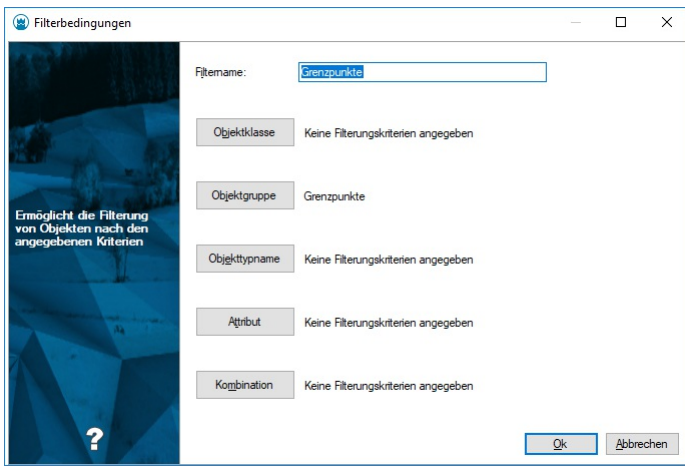 Filterbedingungen
Filtername:
Grenzpunkte
Objektklasse
Keine Filterungskriterien angegeben
Objektgruppe
Grenzpunkte
Ermöglicht die Filterung
von Objekten nach den
angegebenen Kriterien
Objekttypname
Keine Filterungskriterien angegeben
Attribut
Keine Filterungskriterien angegeben
Kombination
Keine Filterungskriterien angegeben
?
Ok
Abbrechen